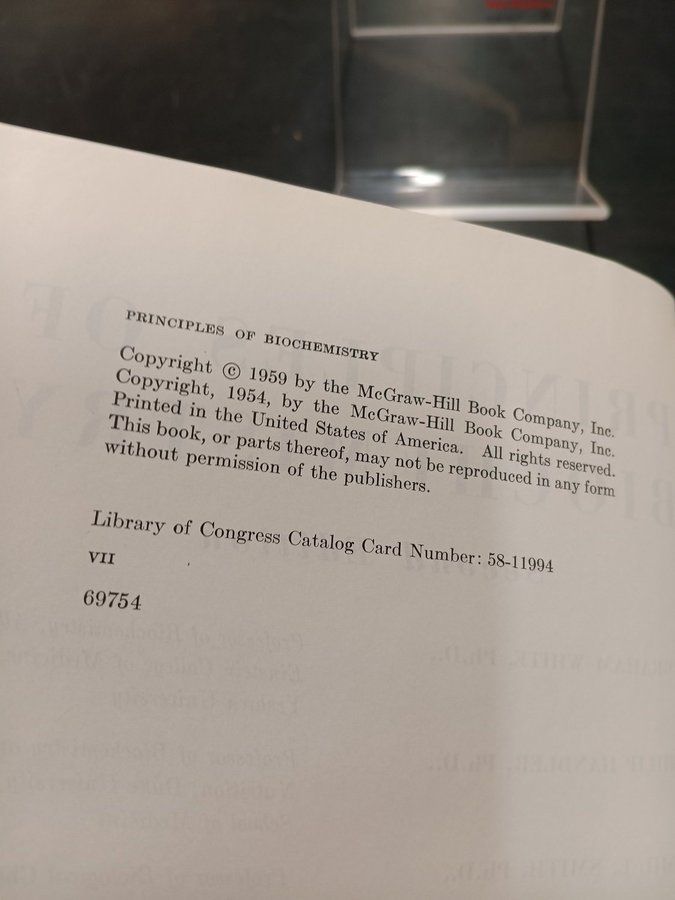 PRINCIPLES OF BIOCHEMISTRY
Copyright © 1959 by the McGraw-Hill Book Company, Inc.
Copyright, 1954, by the McGraw-Hill Book Company, Inc.
Printed in the United States of America. All rights reserved.
This book, or parts thereof, may not be reproduced in any form
without permission of the publishers.
Library of Congress Catalog Card Number: 58-11994
VII
69754